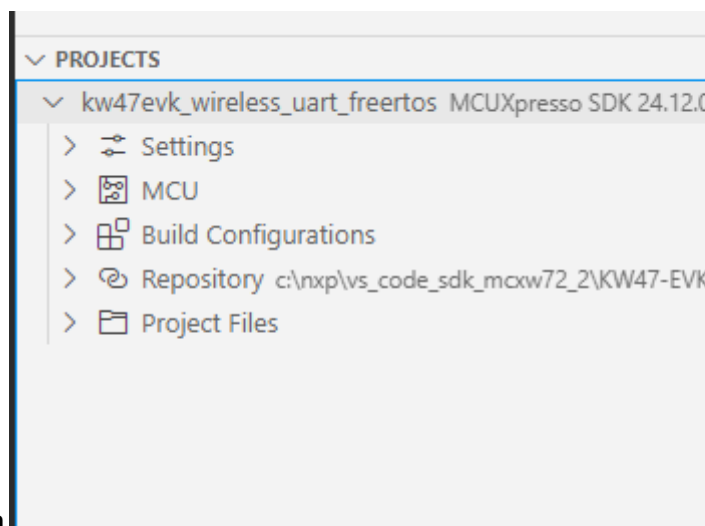 PROJECTS
kw47evk_wireless_uart_freertos MCUXpresso SDK 24.12.0
Settings
MCU
Build Configurations
Repository c:\nxp\vs_code_sdk_mcxw72_2\KW47-EVK
Project Files